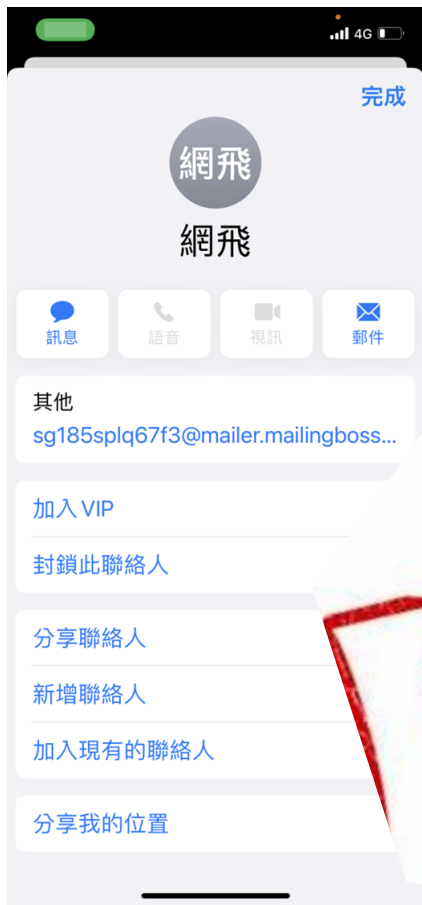 4G
完成
網飛
網飛
訊息
語音
視訊
郵件
其他
sg185splq67f3@mailer.mailingboss...
加入 VIP
封鎖此聯絡人
分享聯絡人
新增聯絡人
加入現有的聯絡人
分享我的位置